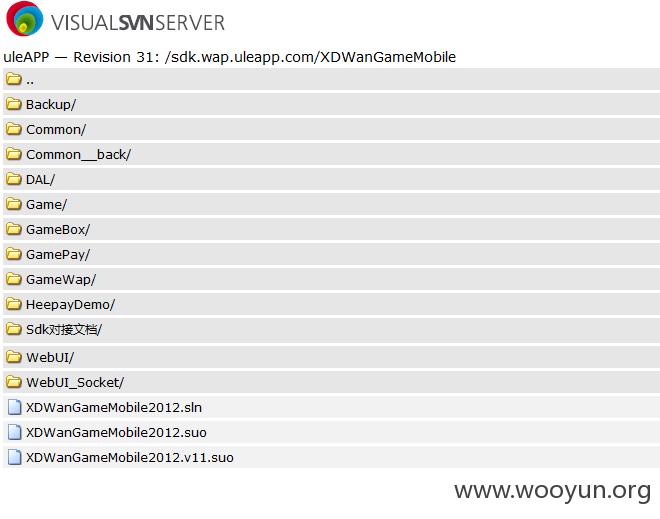 VISUALSVNSERVER
uleAPP — Revision 31: /sdk.wap.uleapp.com/XDWanGameMobile
..
Backup/
Common/
Common__back/
DAL/
Game/
GameBox/
GamePay/
GameWap/
HeepayDemo/
Sdk对接文档/
WebUI/
WebUI_Socket/
XDWanGameMobile2012.sln
XDWanGameMobile2012.suo
XDWanGameMobile2012.v11.suo
www.wooyun.org